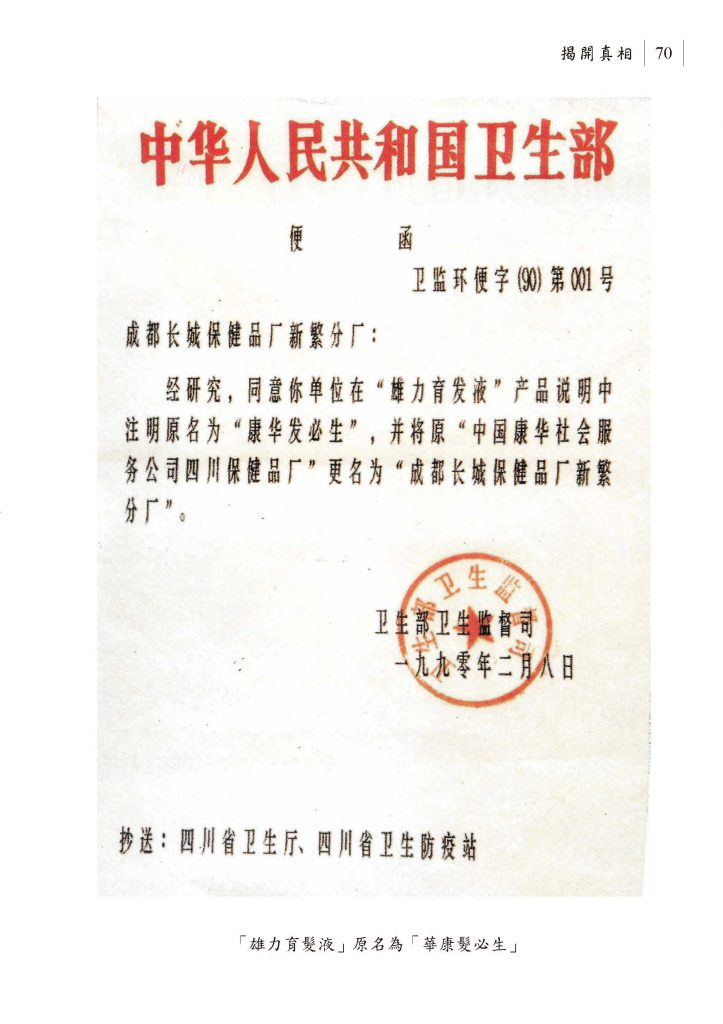 揭開真相 70
中华人民共和国卫生部
便 函
卫监环便字(90)第001号
成都长城保健品厂新繁分厂：
经研究，同意你单位在“雄力育发液”产品说明中
注明原名为“康华发必生”，并将原“中国康华社会服
务公司四川保健品厂”更名为“成都长城保健品厂新繁
分厂”。
卫生部卫生监督司
卫生部卫生监督司
一九九零年二月八日
抄送：四川省卫生厅、四川省卫生防疫站
「雄力育髮液」原名為「華康髮必生」